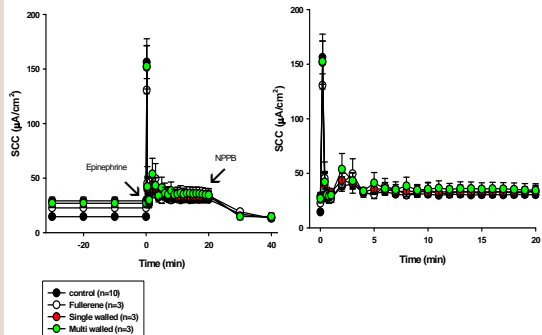 200
150
100
50
0
SCC (µA/cm²)
Epinephrine
NPPB
-20
0
20
40
Time (min)
200
150
100
50
0
SCC (µA/cm²)
0
5
10
15
20
Time (min)
control (n=10)
Fullerene (n=3)
Single walled (n=3)
Multi walled (n=3)